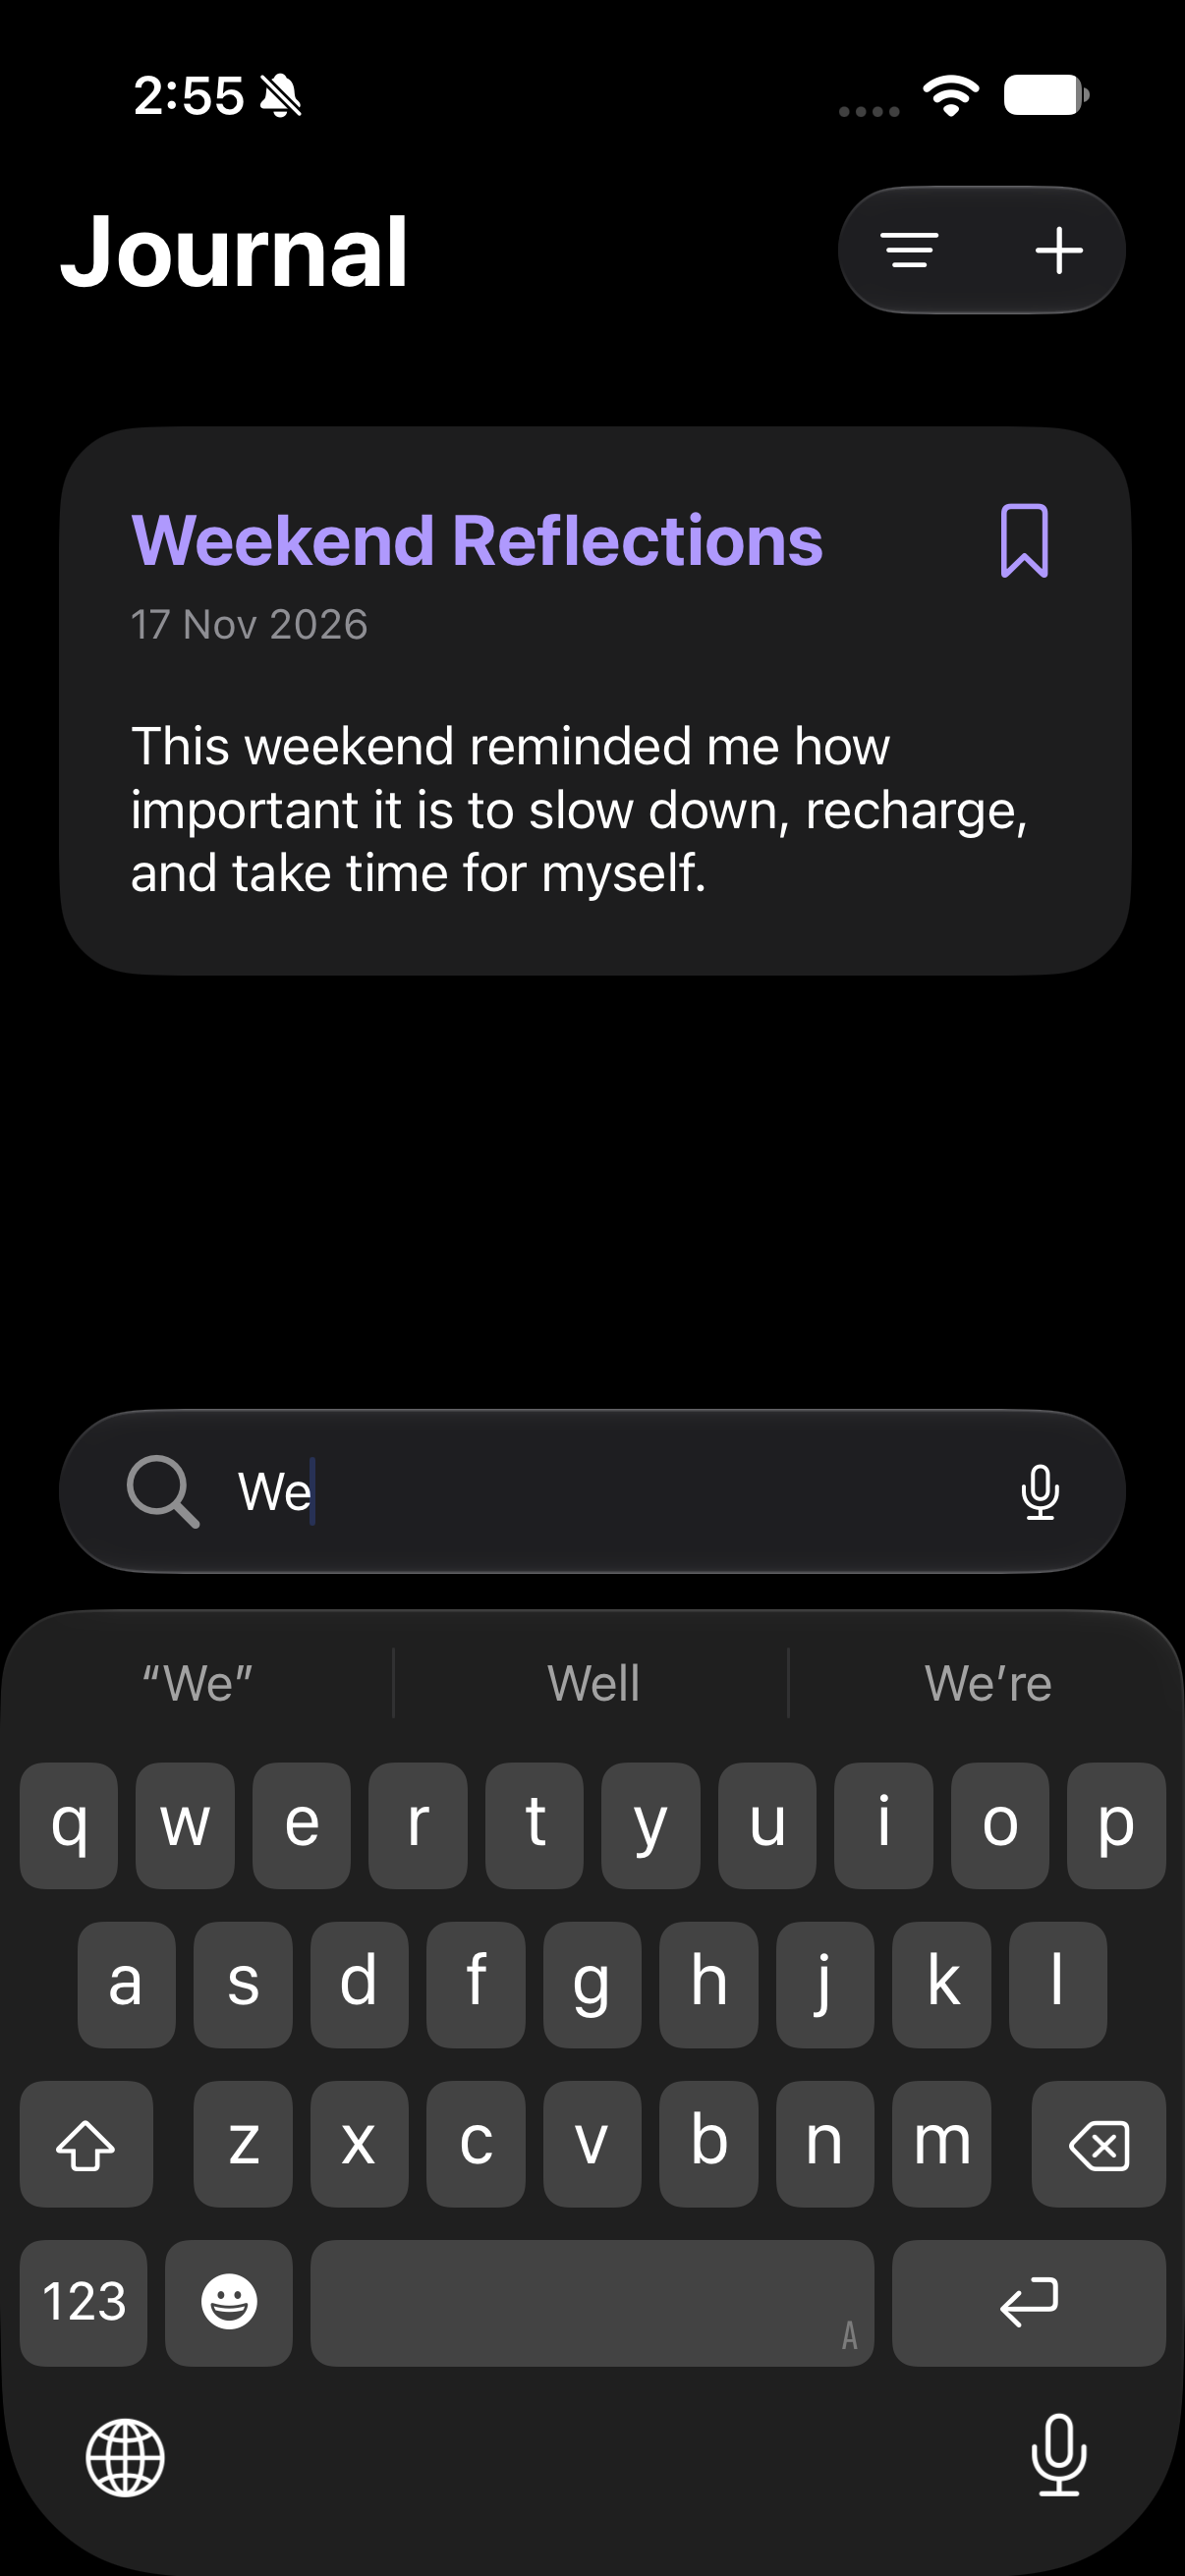 2:55
Journal
Weekend Reflections
17 Nov 2026
This weekend reminded me how
important it is to slow down, recharge,
and take time for myself.
We
“We” Well We’re
q w e r t y u i o p
a s d f g h j k l
z x c v b n m
123 A